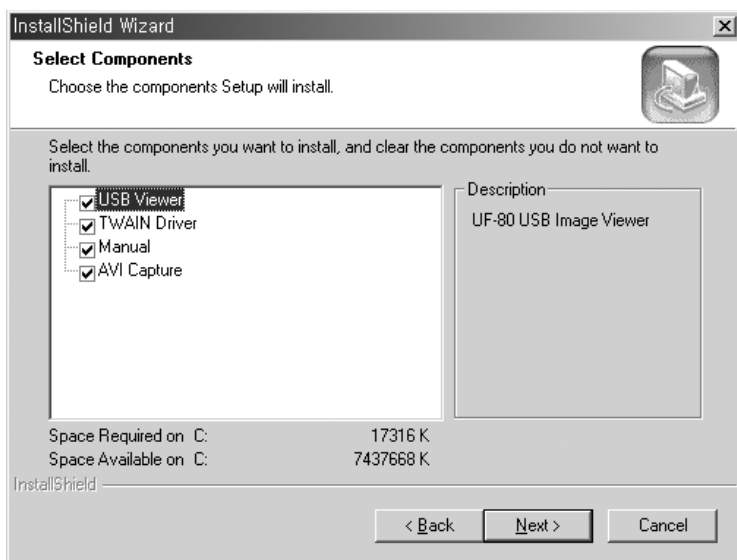 InstallShield Wizard
Select Components
Choose the components Setup will install.
Select the components you want to install, and clear the components you do not want to
install.
USB Viewer
TWAIN Driver
Manual
AVI Capture
Description
UF-80 USB Image Viewer
Space Required on C: 17316 K
Space Available on C: 7437668 K
InstallShield
< Back
Next >
Cancel